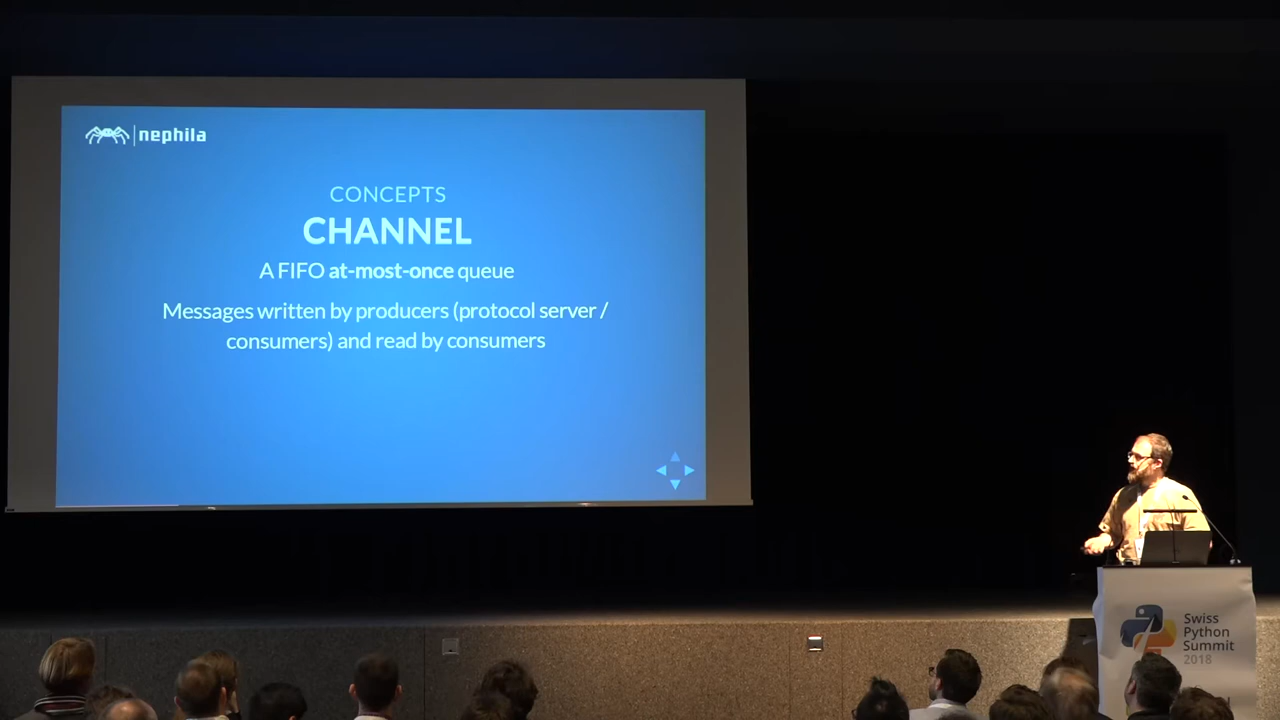 nephila
CONCEPTS
CHANNEL
A FIFO at-most-once queue
Messages written by producers (protocol server /
consumers) and read by consumers
Swiss
Python
Summit
2018